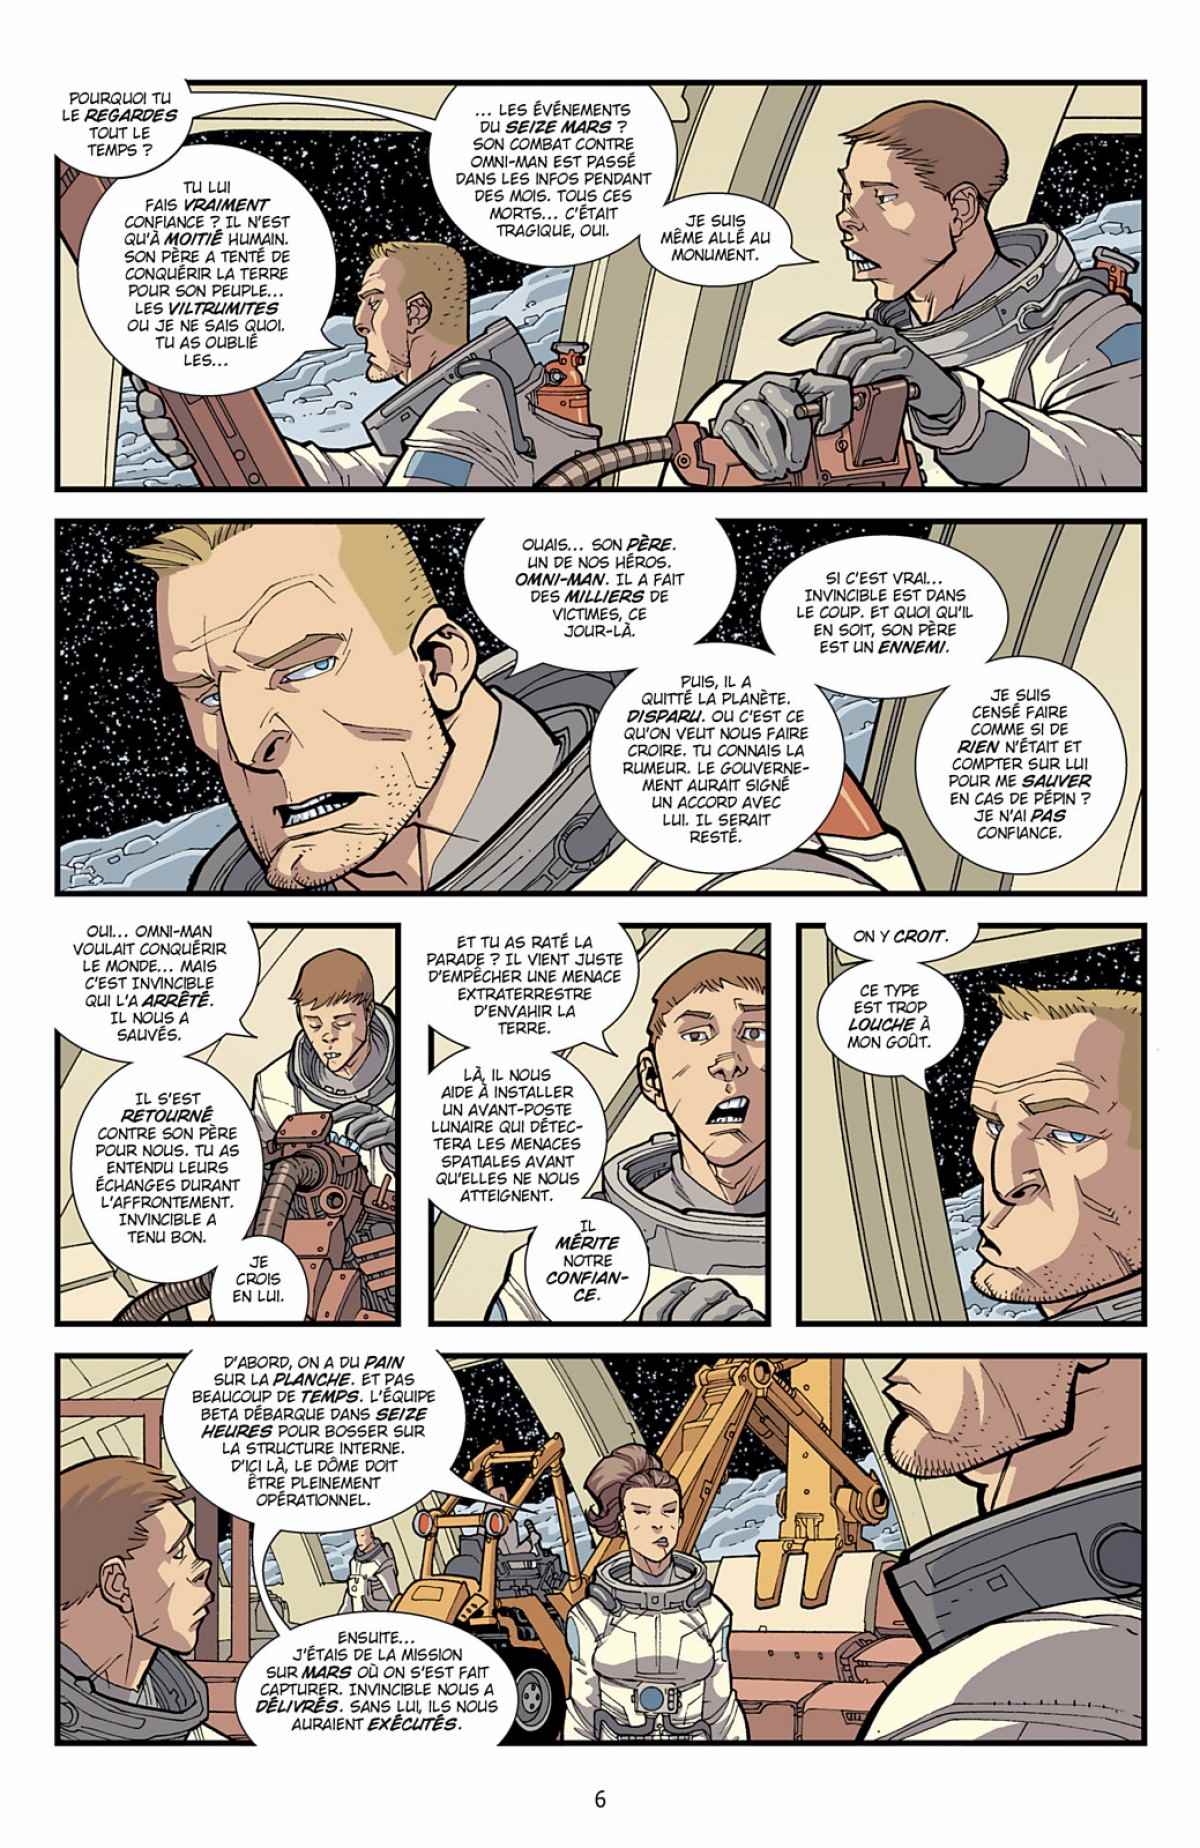 POURQUOI TU
LE REGARDES
TOUT LE
TEMPS ?
TU LUI
FAIS VRAIMENT
CONFIANCE ? IL N'EST
QU'À MOITIÉ HUMAIN.
SON PÈRE A TENTÉ DE
CONQUÉRIR LA TERRE
POUR SON PEUPLE...
LES VILTRUMITES
OU JE NE SAIS QUOI.
TU AS OUBLIÉ
LES...
... LES ÉVÉNEMENTS
DU SEIZE MARS ?
SON COMBAT CONTRE
OMNI-MAN EST PASSÉ
DANS LES INFOS PENDANT
DES MOIS. TOUS CES
MORTS... C'ÉTAIT
TRAGIQUE, OUI.
JE SUIS
MÊME ALLÉ AU
MONUMENT.
OUAIS... SON PÈRE.
UN DE NOS HÉROS.
OMNI-MAN. IL A FAIT
DES MILLIERS DE
VICTIMES, CE
JOUR-LÀ.
PUIS, IL A
QUITTÉ LA PLANÈTE.
DISPARU. OU C'EST CE
QU'ON VEUT NOUS FAIRE
CROIRE. TU CONNAIS LA
RUMEUR. LE GOUVERNE-
MENT AURAIT SIGNÉ
UN ACCORD AVEC
LUI. IL SERAIT
RESTÉ.
SI C'EST VRAI...
INVINCIBLE EST DANS
LE COUP. ET QUOI QU'IL
EN SOIT, SON PÈRE
EST UN ENNEMI.
JE SUIS
CENSÉ FAIRE
COMME SI DE
RIEN N'ÉTAIT ET
COMPTER SUR LUI
POUR ME SAUVER
EN CAS DE PÉPIN ?
JE N'AI PAS
CONFIANCE.
OUI... OMNI-MAN
VOULAIT CONQUÉRIR
LE MONDE... MAIS
C'EST INVINCIBLE
QUI L'A ARRÊTÉ.
IL NOUS A
SAUVÉS.
IL S'EST
RETOURNÉ
CONTRE SON PÈRE
POUR NOUS. TU AS
ENTENDU LEURS
ÉCHANGES DURANT
L'AFFRONTEMENT.
INVINCIBLE A
TENU BON.
JE
CROIS
EN LUI.
ET TU AS RATÉ LA
PARADE ? IL VIENT JUSTE
D'EMPÊCHER UNE MENACE
EXTRATERRESTRE
D'ENVAHIR LA
TERRE.
LÀ, IL NOUS
AIDE À INSTALLER
UN AVANT-POSTE
LUNAIRE QUI DÉTEC-
TERA LES MENACES
SPATIALES AVANT
QU'ELLES NE NOUS
ATTEIGNENT.
IL
MÉRITE
NOTRE
CONFIAN-
CE.
ON Y CROIT.
CE TYPE
EST TROP
LOUCHE À
MON GOÛT.
D'ABORD, ON A DU PAIN
SUR LA PLANCHE. ET PAS
BEAUCOUP DE TEMPS. L'ÉQUIPE
BETA DÉBARQUE DANS SEIZE
HEURES POUR BOSSER SUR
LA STRUCTURE INTERNE.
D'ICI LÀ, LE DÔME DOIT
ÊTRE PLEINEMENT
OPÉRATIONNEL.
ENSUITE...
J'ÉTAIS DE LA MISSION
SUR MARS OÙ ON S'EST FAIT
CAPTURER. INVINCIBLE NOUS A
DÉLIVRÉS. SANS LUI, ILS NOUS
AURAIENT EXÉCUTÉS.
6